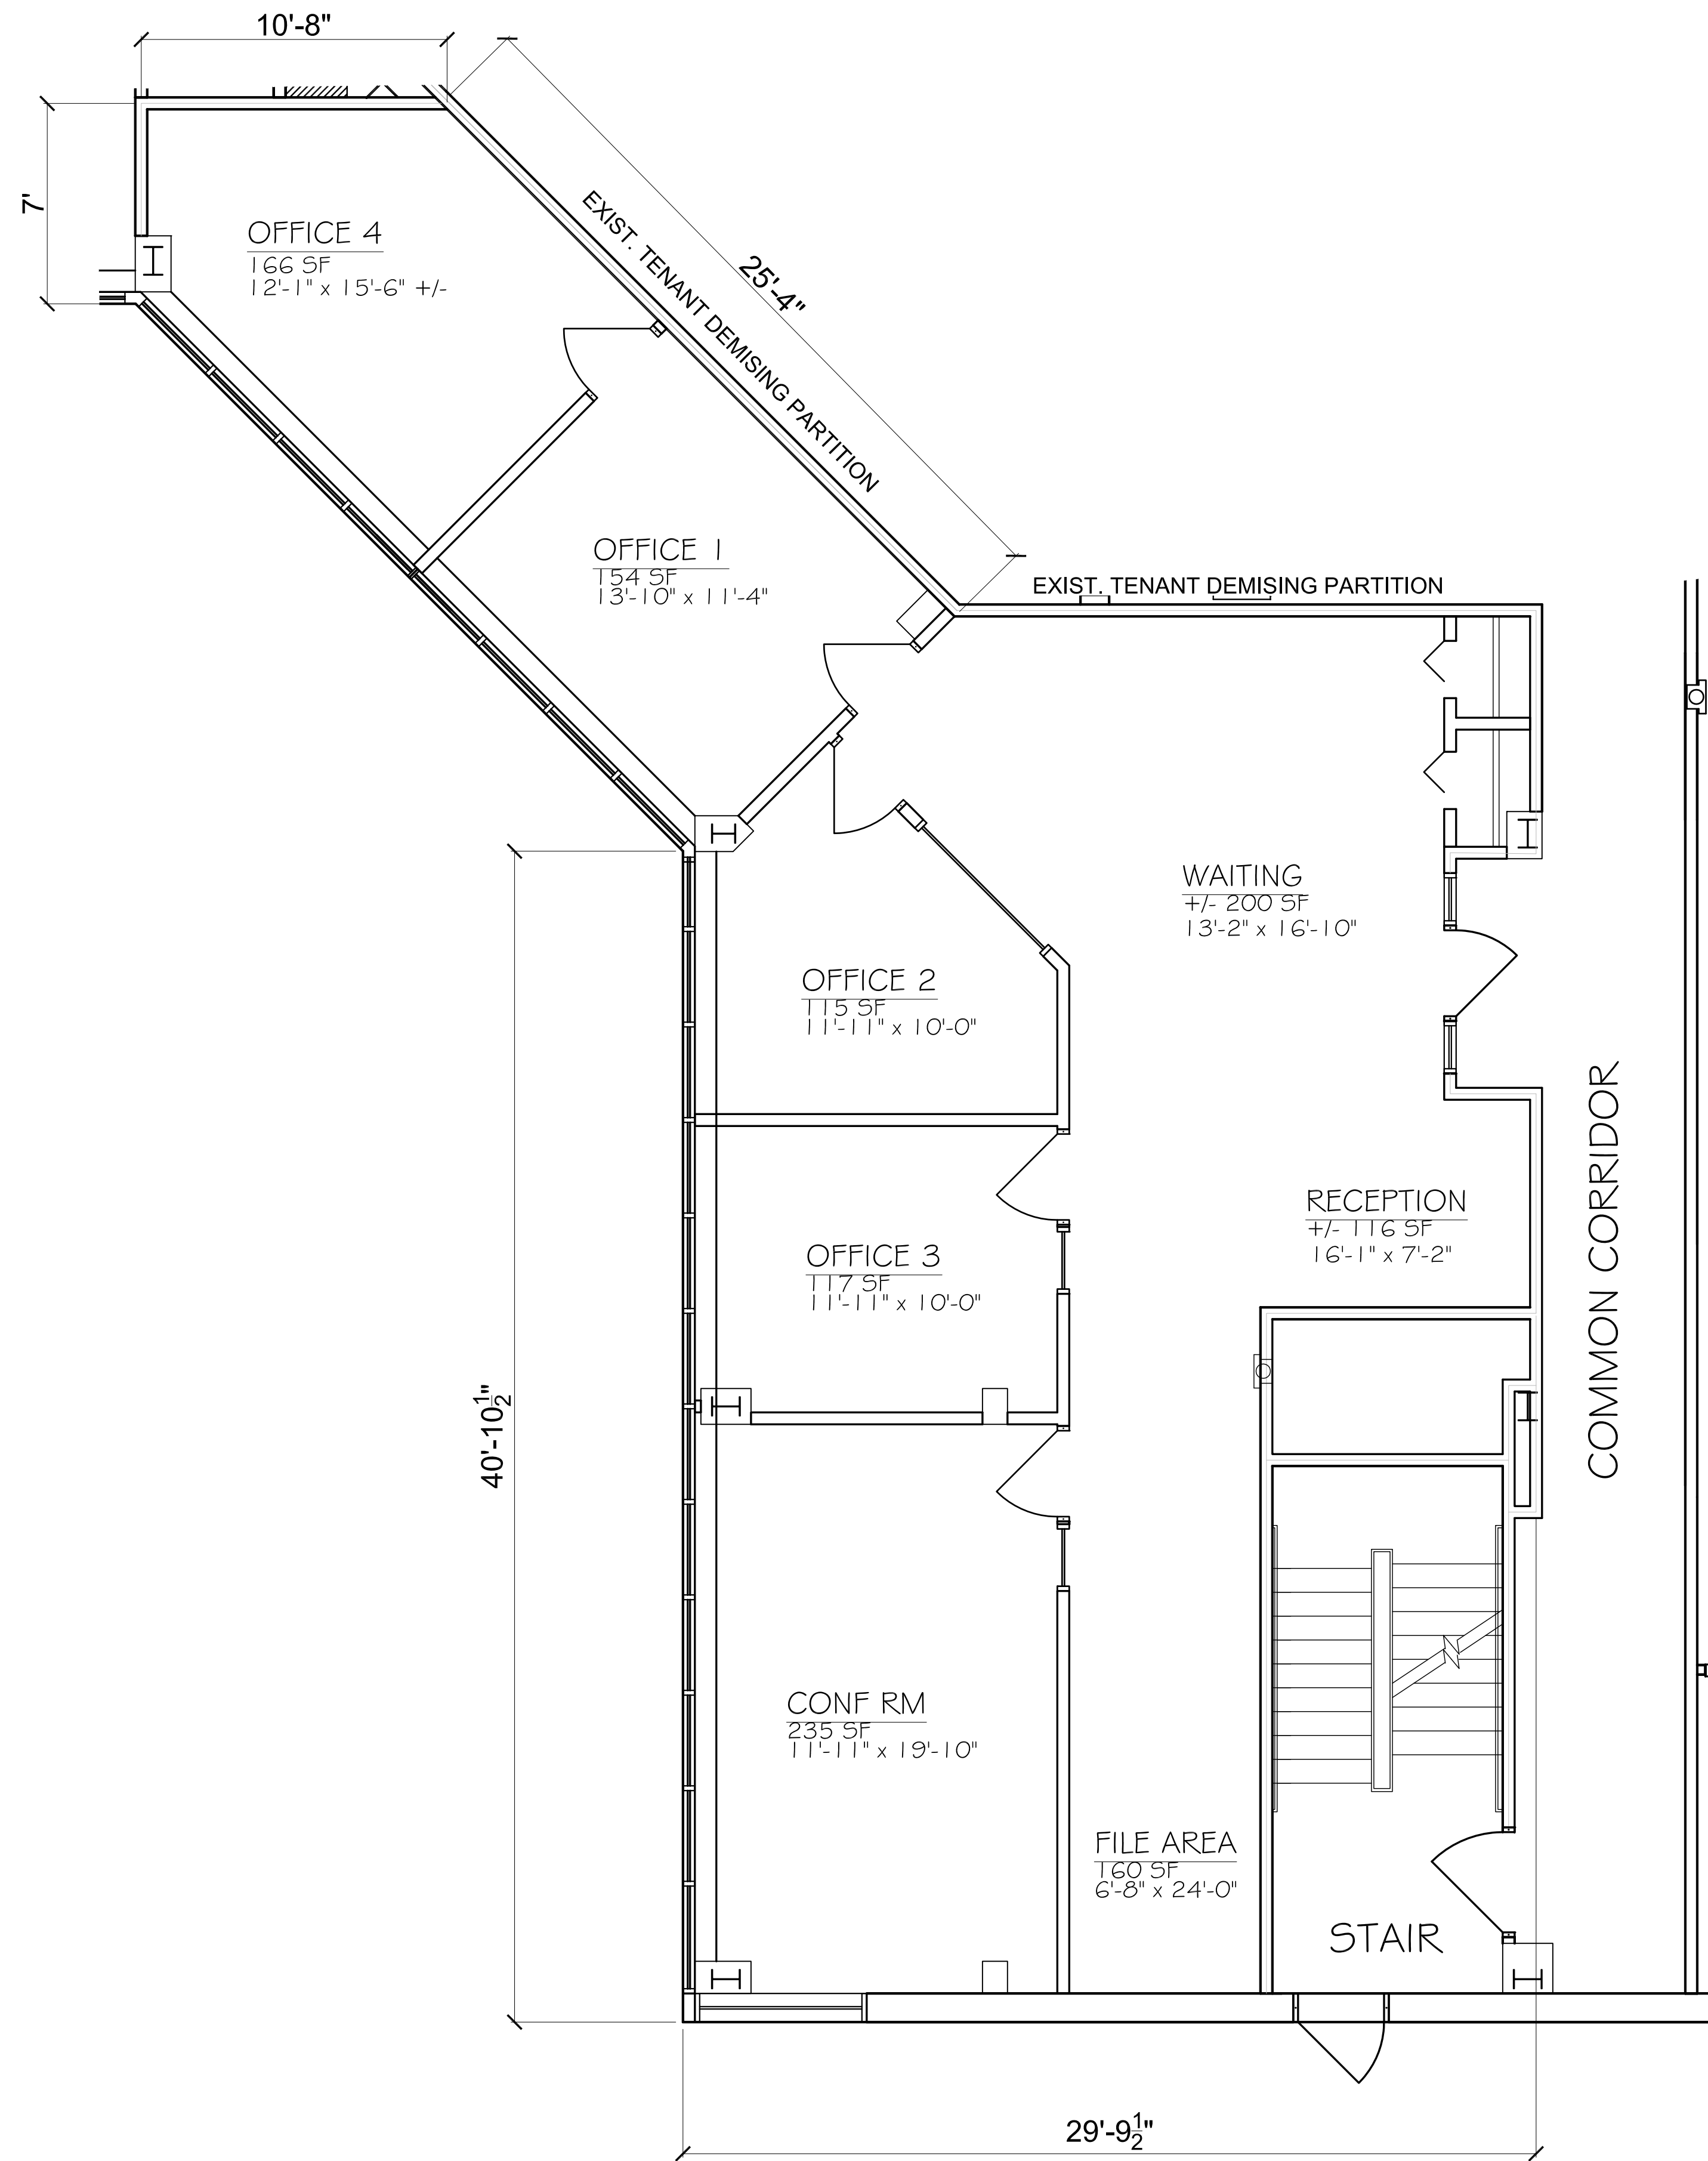 10'-8"
7'
OFFICE 4
166 SF
12'-1" x 15'-6" +/-
EXIST. TENANT DEMISING PARTITION
25'-4"
OFFICE 1
154 SF
13'-10" x 11'-4"
EXIST. TENANT DEMISING PARTITION
WAITING
+/- 200 SF
13'-2" x 16'-10"
OFFICE 2
115 SF
11'-11" x 10'-0"
RECEPTION
+/- 116 SF
16'-1" x 7'-2"
COMMON CORRIDOR
OFFICE 3
117 SF
11'-11" x 10'-0"
40'-10½"
CONF RM
235 SF
11'-11" x 19'-10"
FILE AREA
160 SF
6'-8" x 24'-0"
STAIR
29'-9½"